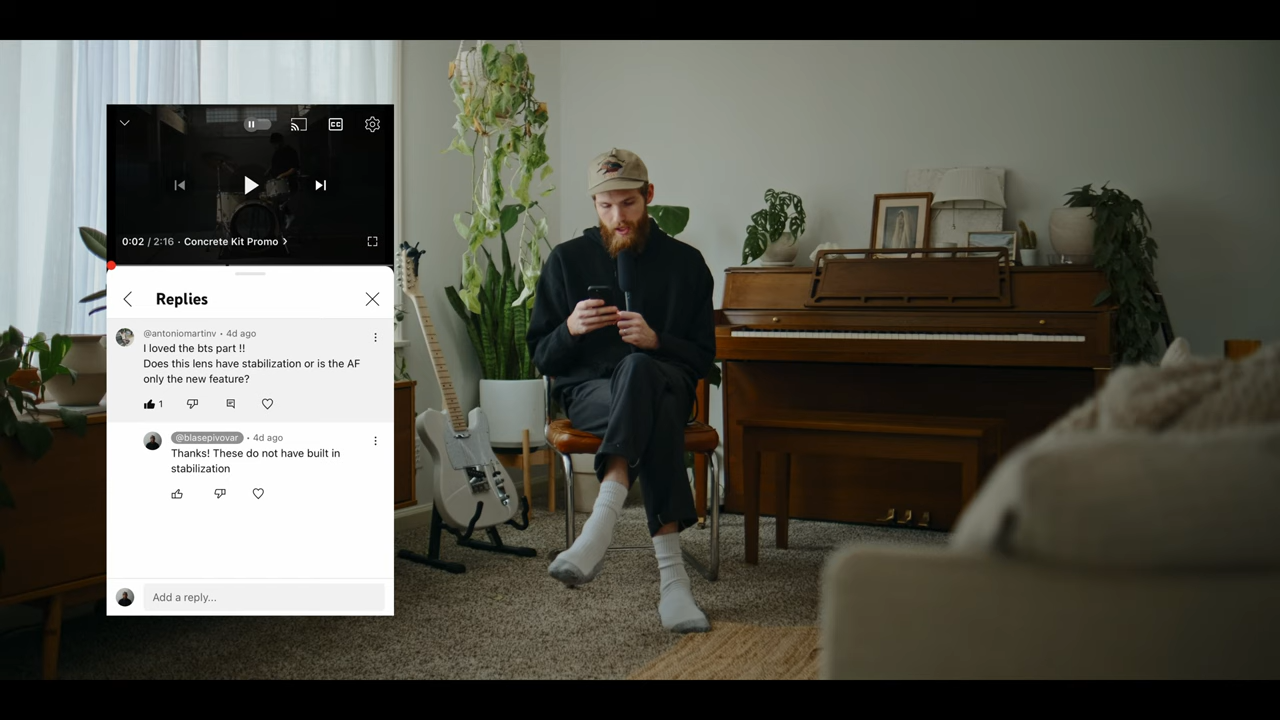 CC
0:02 / 2:16 · Concrete Kit Promo
Replies
@antoniomartinv • 4d ago
I loved the bts part !!
Does this lens have stabilization or is the AF
only the new feature?
1
@blasepivovar • 4d ago
Thanks! These do not have built in
stabilization
Add a reply...